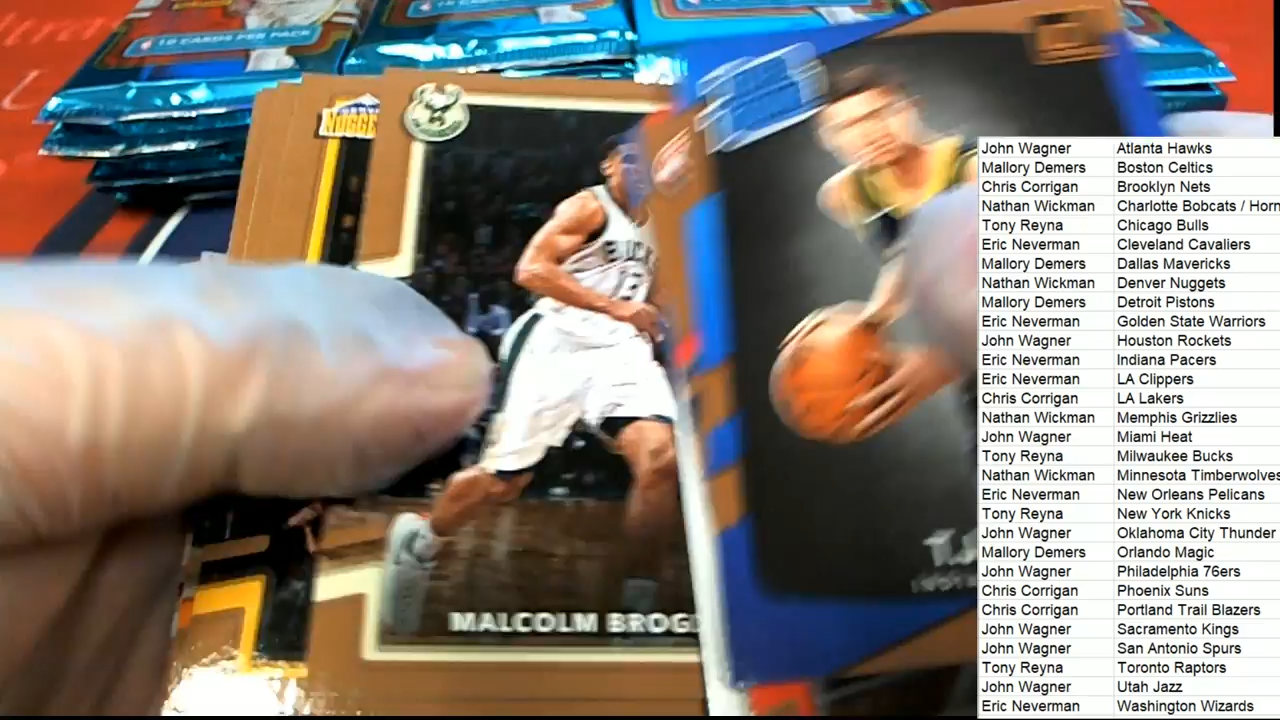 10 CARDS PER PACK
NUGGE
BUCKS
MALCOLM BROG
T.J.
John Wagner Atlanta Hawks
Mallory Demers Boston Celtics
Chris Corrigan Brooklyn Nets
Nathan Wickman Charlotte Bobcats / Horn
Tony Reyna Chicago Bulls
Eric Neverman Cleveland Cavaliers
Mallory Demers Dallas Mavericks
Nathan Wickman Denver Nuggets
Mallory Demers Detroit Pistons
Eric Neverman Golden State Warriors
John Wagner Houston Rockets
Eric Neverman Indiana Pacers
Eric Neverman LA Clippers
Chris Corrigan LA Lakers
Nathan Wickman Memphis Grizzlies
John Wagner Miami Heat
Tony Reyna Milwaukee Bucks
Nathan Wickman Minnesota Timberwolves
Eric Neverman New Orleans Pelicans
Tony Reyna New York Knicks
John Wagner Oklahoma City Thunder
Mallory Demers Orlando Magic
John Wagner Philadelphia 76ers
Chris Corrigan Phoenix Suns
Chris Corrigan Portland Trail Blazers
John Wagner Sacramento Kings
John Wagner San Antonio Spurs
Tony Reyna Toronto Raptors
John Wagner Utah Jazz
Eric Neverman Washington Wizards